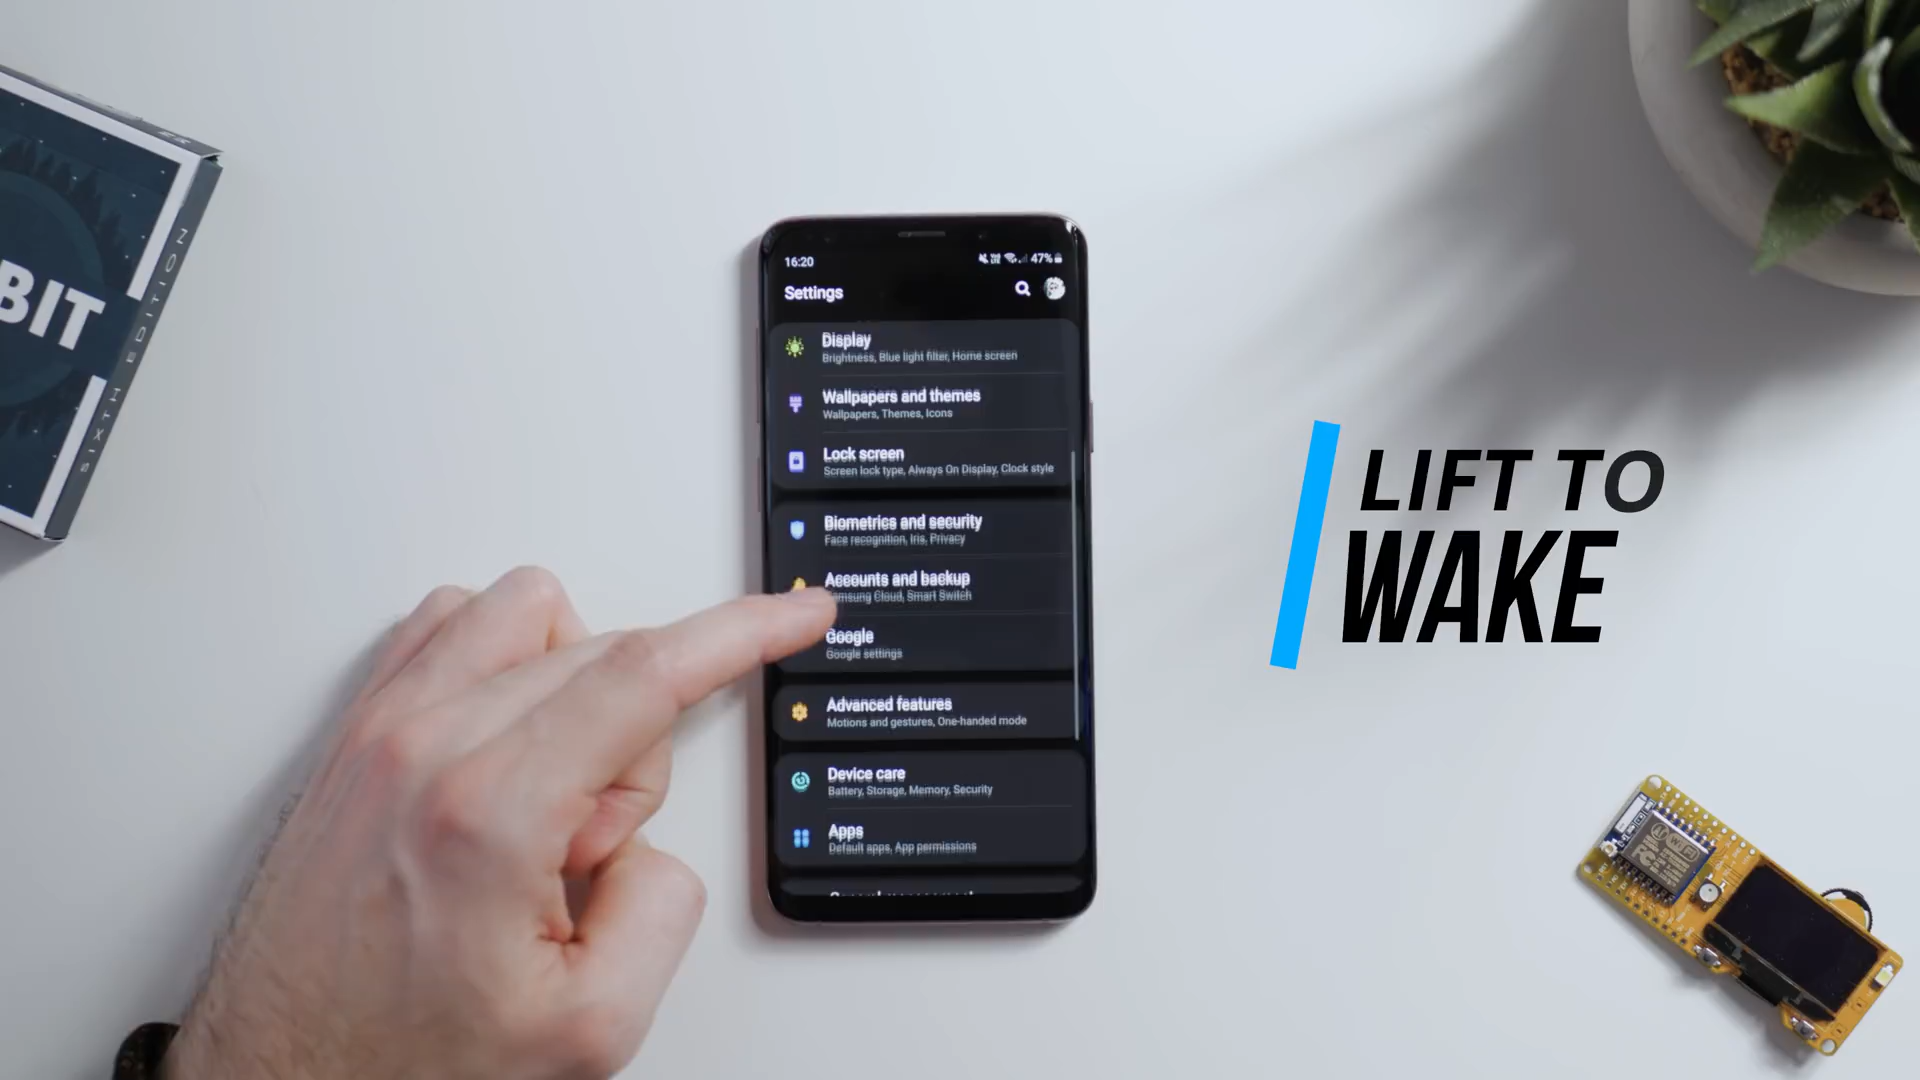 BIT
SIXTH EDITION
16:20
47%
Settings
Display
Brightness, Blue light filter, Home screen
Wallpapers and themes
Wallpapers, Themes, Icons
Lock screen
Screen lock type, Always On Display, Clock style
Biometrics and security
Face recognition, Iris, Privacy
Accounts and backup
Samsung Cloud, Smart Switch
Google
Google settings
Advanced features
Motions and gestures, One-handed mode
Device care
Battery, Storage, Memory, Security
Apps
Default apps, App permissions
LIFT TO
WAKE
WiFi
FC